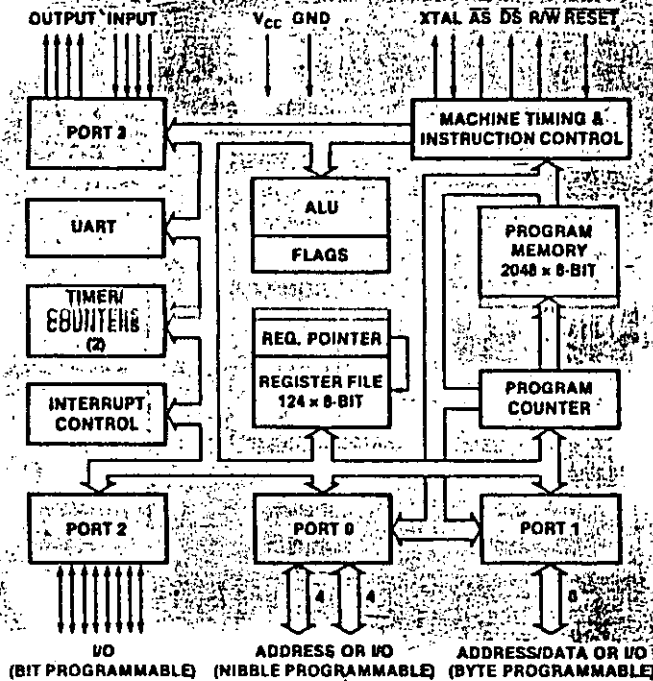 OUTPUT INPUT
VCC GND
XTAL AS DS R/W RESET
PORT 3
MACHINE TIMING &
INSTRUCTION CONTROL
ALU
FLAGS
UART
PROGRAM
MEMORY
2048 × 8-BIT
TIMER/
COUNTERS
(2)
REG. POINTER
REGISTER FILE
124 × 8-BIT
PROGRAM
COUNTER
INTERRUPT
CONTROL
PORT 2
PORT 0
PORT 1
4
4
8
I/O
(BIT PROGRAMMABLE)
ADDRESS OR I/O
(NIBBLE PROGRAMMABLE)
ADDRESS/DATA OR I/O
(BYTE PROGRAMMABLE)